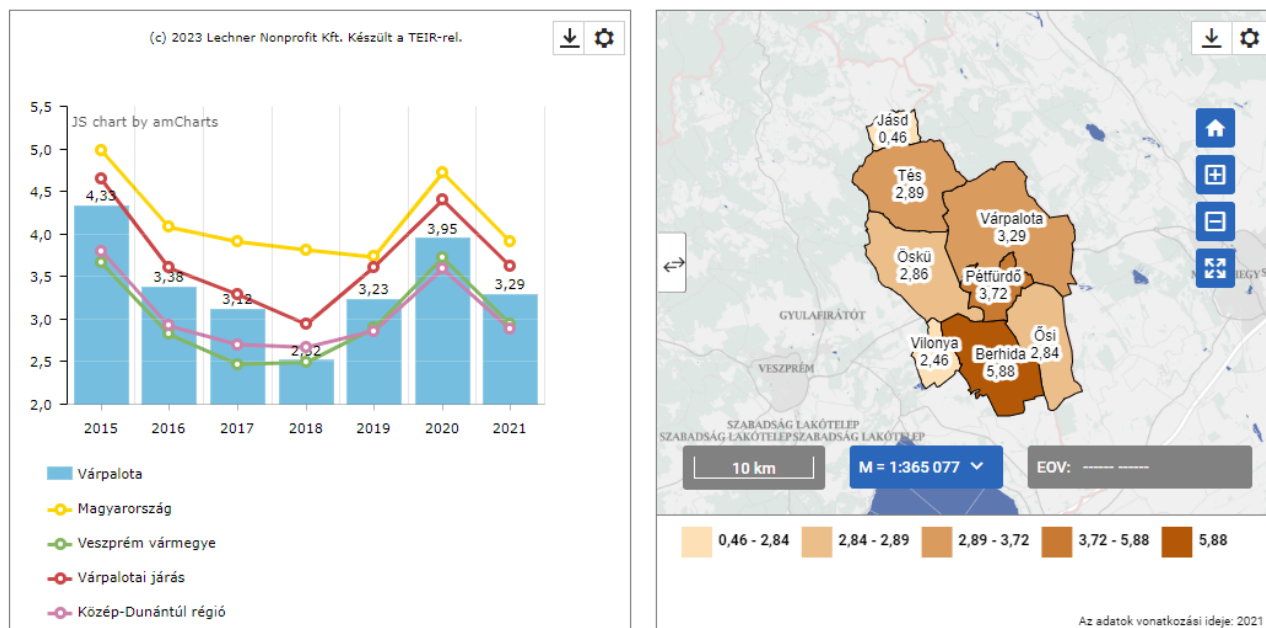 (c) 2023 Lechner Nonprofit Kft. Készült a TEIR-rel.
JS chart by amCharts
5,5
5,0
4,5
4,0
3,5
3,0
2,5
2,0
4,33
3,38
3,12
2,52
3,23
3,95
3,29
2015 2016 2017 2018 2019 2020 2021
Várpalota
Magyarország
Veszprém vármegye
Várpalotai járás
Közép-Dunántúl régió
Jásd
0,46
Tés
2,89
Várpalota
3,29
Öskü
2,86
Pétfürdő
3,72
Vilonya
2,46
Berhida
5,88
Ősi
2,84
GYULAFIRÁTÓT
VESZPRÉM
SZABADSÁG LAKÓTELEP
SZABADSÁG LAKÓTELEP SZABADSÁG LAKÓTELEP
10 km
M = 1:365 077
EOV: ------ ------
0,46 - 2,84
2,84 - 2,89
2,89 - 3,72
3,72 - 5,88
5,88
Az adatok vonatkozási ideje: 2021